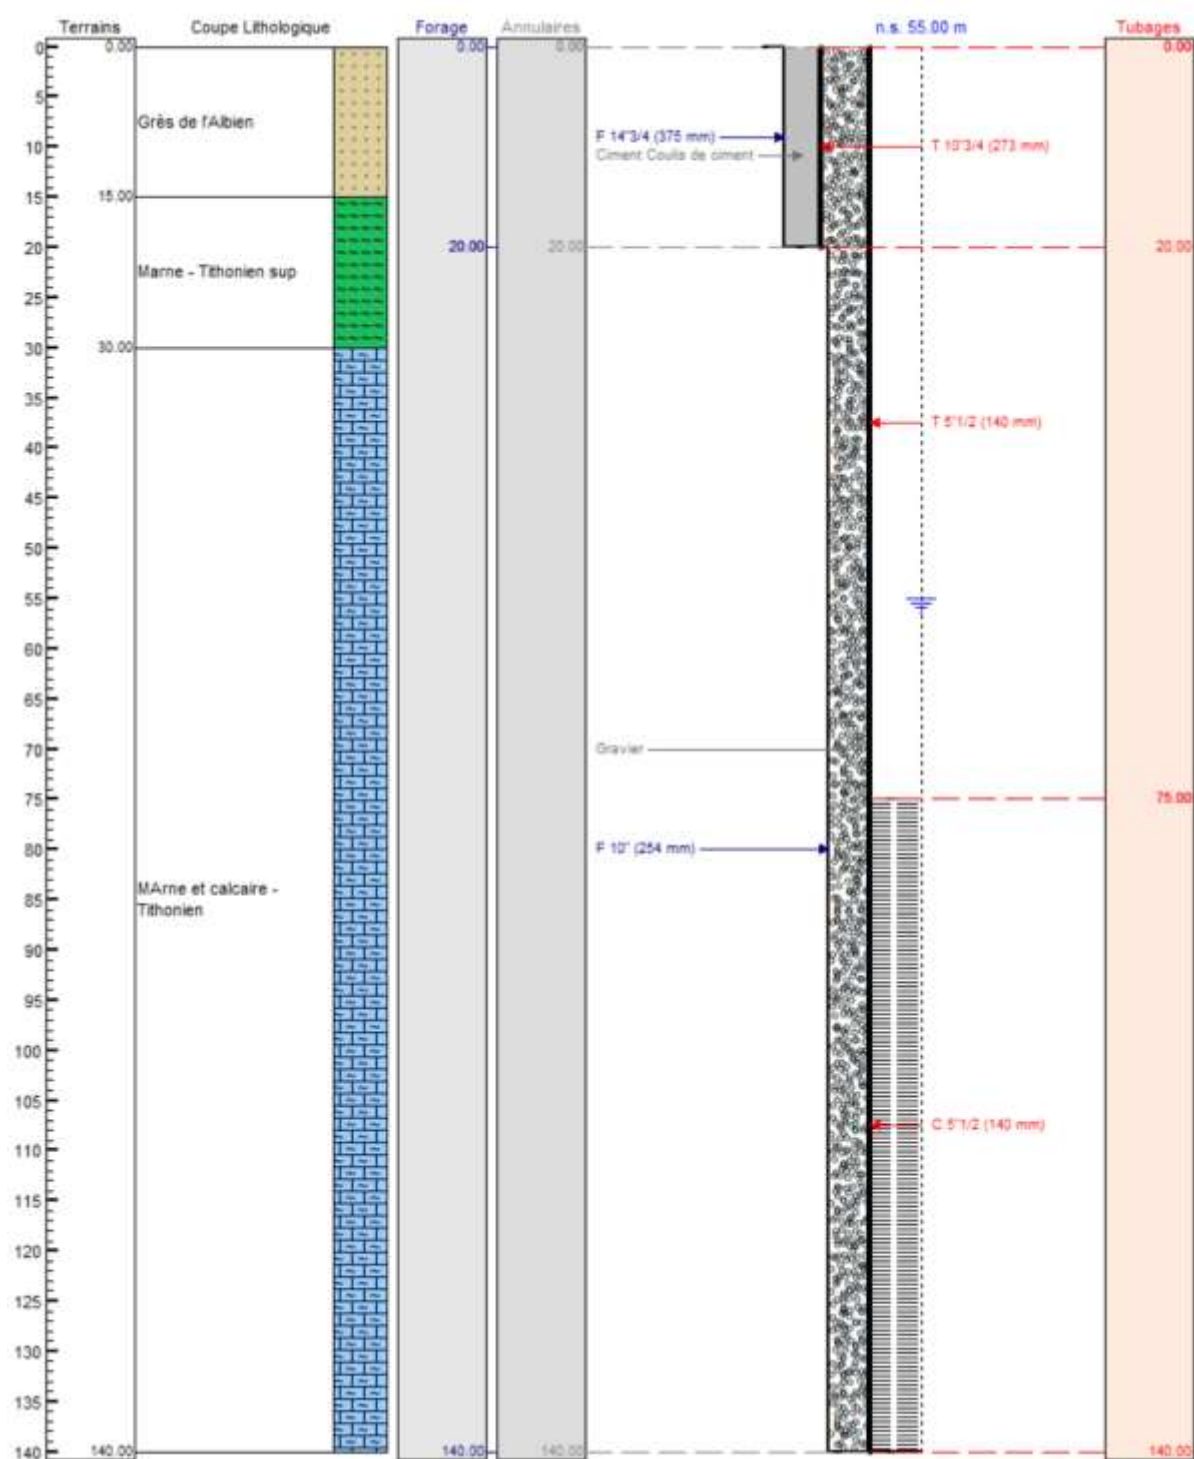 Terrains
Coupe Lithologique
Forage
Annulaires
n.s: 55.00 m
Tubages
0
5
10
15
20
25
30
35
40
45
50
55
60
65
70
75
80
85
90
95
100
105
110
115
120
125
130
135
140
0.00
15.00
30.00
140.00
Grès de l'Albien
Marne - Tithonien sup
MArne et calcaire -
Tithonien
0.00
20.00
140.00
0.00
20.00
140.00
F 14"3/4 (375 mm)
Ciment Coulis de ciment
Gravier
F 10" (254 mm)
T 10"3/4 (273 mm)
T 5"1/2 (140 mm)
C 5"1/2 (140 mm)
0.00
20.00
75.00
140.00